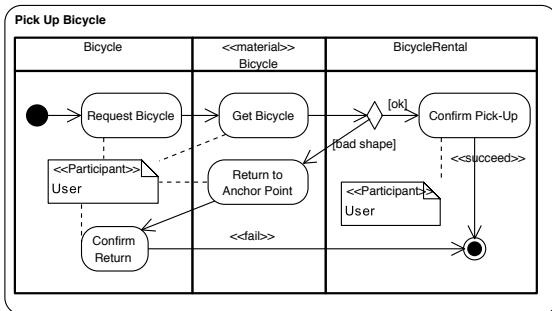 Pick Up Bicycle
Bicycle
<<material>>
Bicycle
BicycleRental
Request Bicycle
Get Bicycle
[ok]
Confirm Pick-Up
[bad shape]
<<succeed>>
<<Participant>>
User
Return to
Anchor Point
<<Participant>>
User
Confirm
Return
<<fail>>